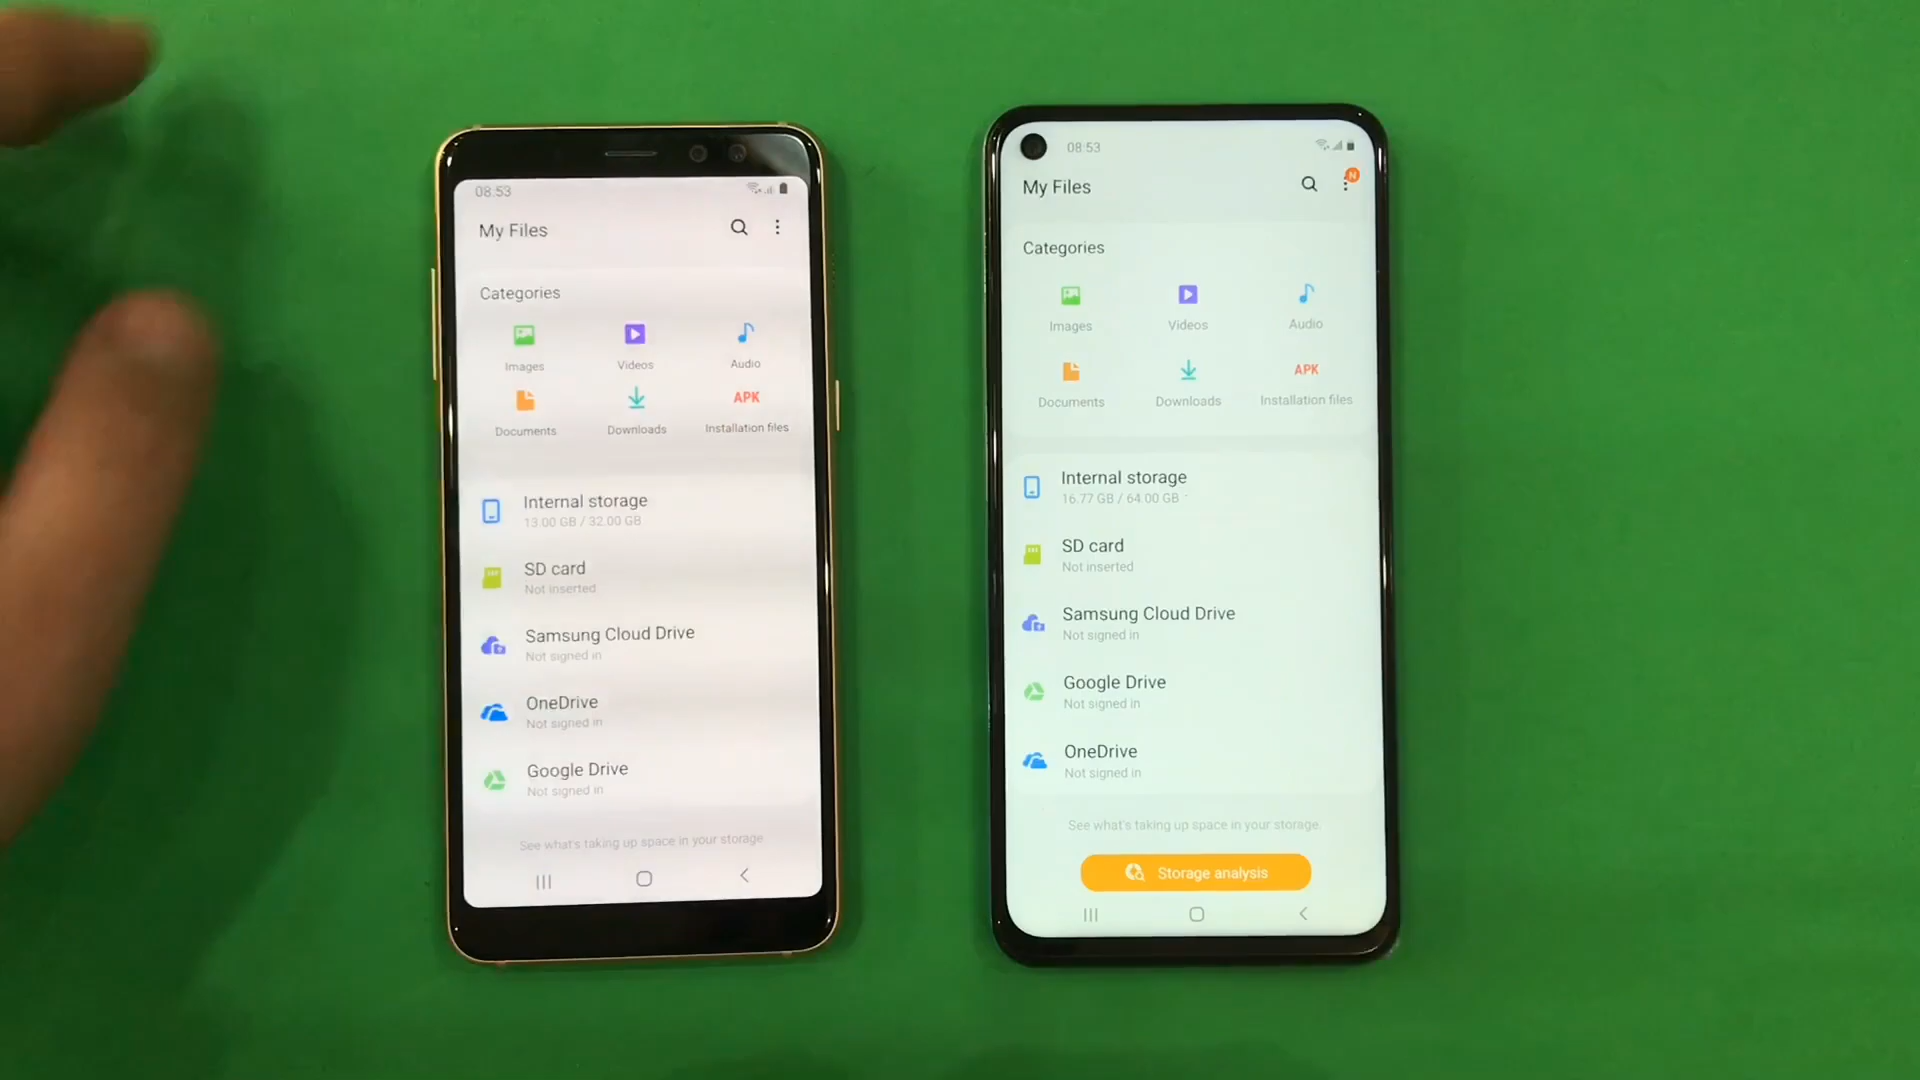 08:53
My Files
Categories
Images
Videos
Audio
Documents
Downloads
APK
Installation files
Internal storage
13.00 GB / 32.00 GB
SD card
Not inserted
Samsung Cloud Drive
Not signed in
OneDrive
Not signed in
Google Drive
Not signed in
See what's taking up space in your storage
08:53
N
My Files
Categories
Images
Videos
Audio
Documents
Downloads
APK
Installation files
Internal storage
16.77 GB / 64.00 GB
SD card
Not inserted
Samsung Cloud Drive
Not signed in
Google Drive
Not signed in
OneDrive
Not signed in
See what's taking up space in your storage.
Storage analysis